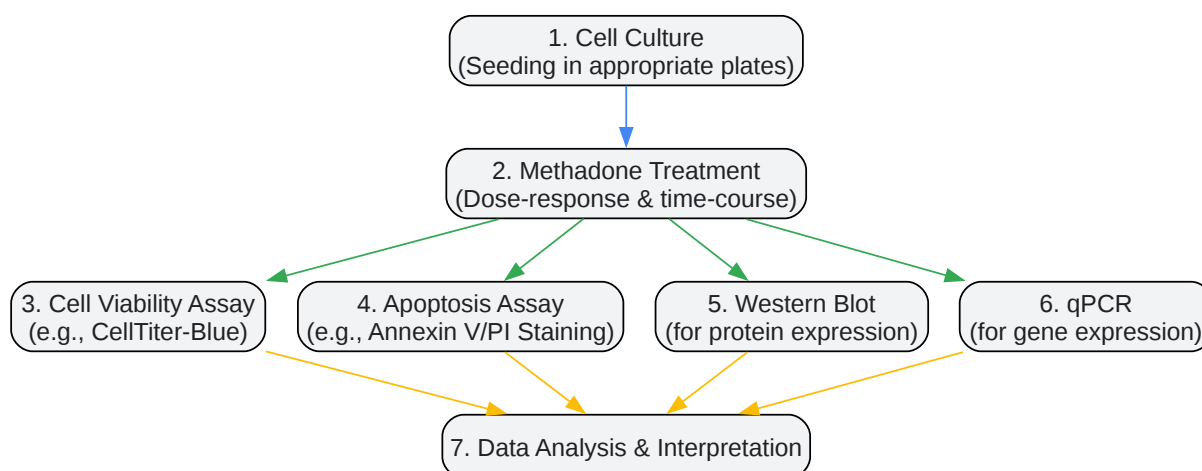 1. Cell Culture
(Seeding in appropriate plates)
2. Methadone Treatment
(Dose-response & time-course)
3. Cell Viability Assay
(e.g., CellTiter-Blue)
4. Apoptosis Assay
(e.g., Annexin V/PI Staining)
5. Western Blot
(for protein expression)
6. qPCR
(for gene expression)
7. Data Analysis & Interpretation